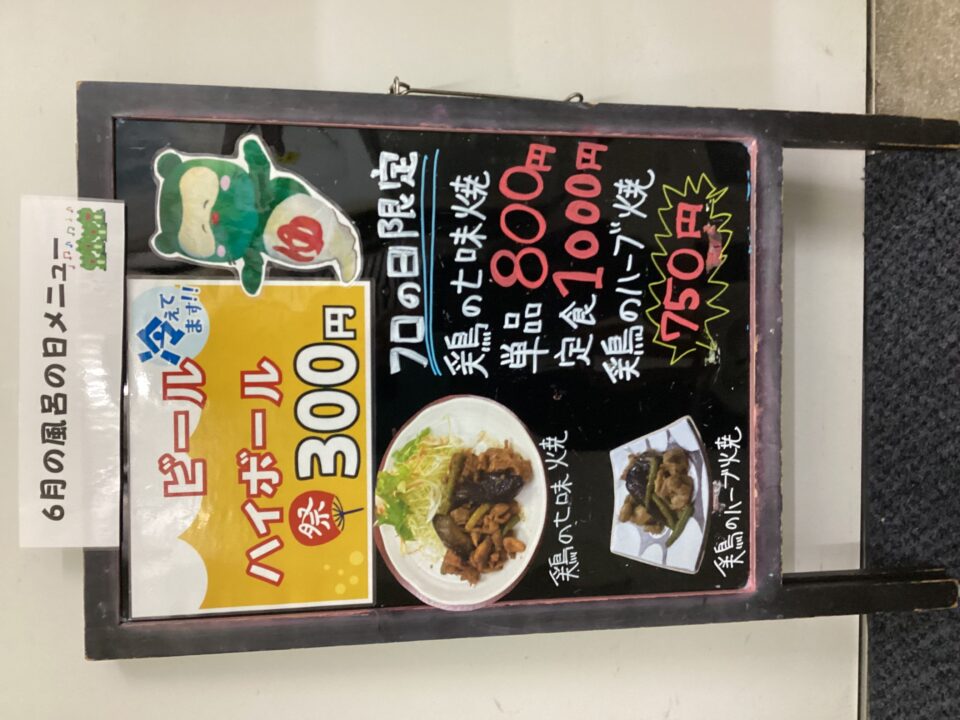 6月の風呂の日メニュー♪♫♪♫
冷えて
ます!!
ビール
ハイボール
祭 300円
ゆ
フロの日限定
鶏の七味焼
単品 800円
定食 1000円
鶏のハーブ焼
750円
鶏の七味焼
鶏のハーブ焼